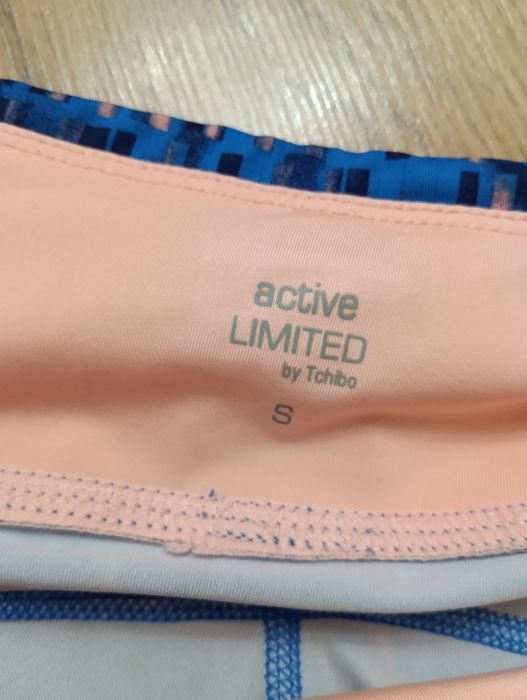 active
LIMITED
by Tchibo
S